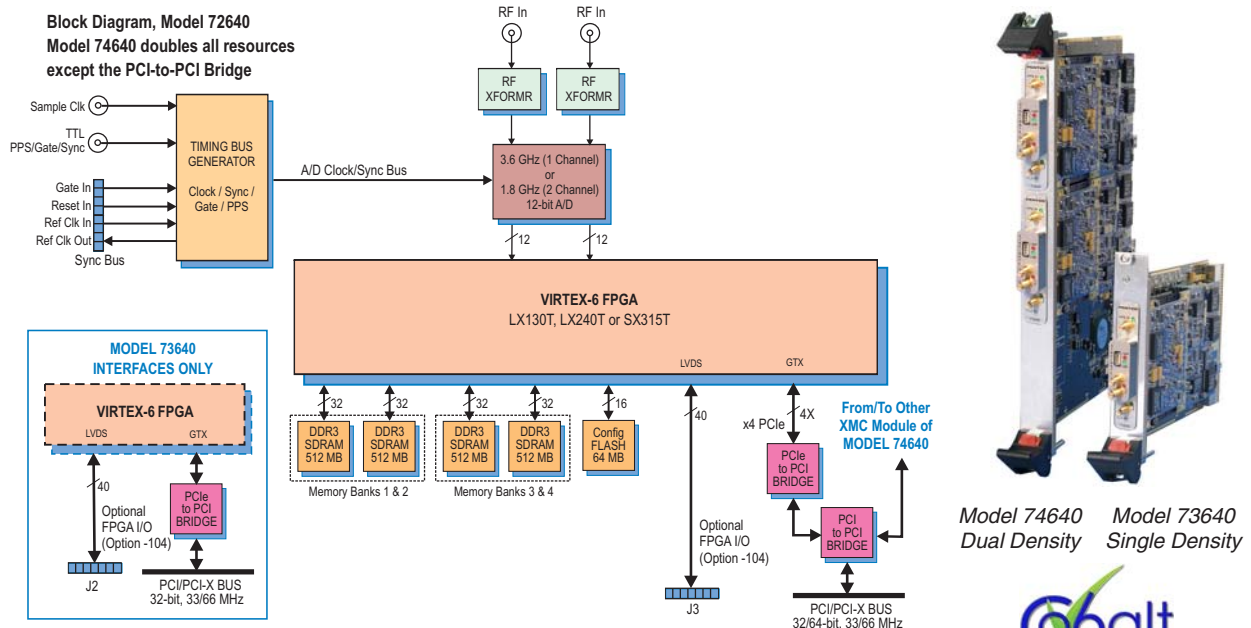 Block Diagram, Model 72640
Model 74640 doubles all resources
except the PCI-to-PCI Bridge
RF In
RF In
RF
XFORMR
RF
XFORMR
Sample Clk
TTL
PPS/Gate/Sync
Gate In
Reset In
Ref Clk In
Ref Clk Out
Sync Bus
TIMING BUS
GENERATOR
Clock / Sync /
Gate / PPS
A/D Clock/Sync Bus
3.6 GHz (1 Channel)
or
1.8 GHz (2 Channel)
12-bit A/D
12
12
VIRTEX-6 FPGA
LX130T, LX240T or SX315T
LVDS
GTX
MODEL 73640
INTERFACES ONLY
VIRTEX-6 FPGA
LVDS
GTX
40
PCIe
to PCI
BRIDGE
Optional
FPGA I/O
(Option -104)
J2
PCI/PCI-X BUS
32-bit, 33/66 MHz
32
32
32
32
16
DDR3
SDRAM
512 MB
DDR3
SDRAM
512 MB
DDR3
SDRAM
512 MB
DDR3
SDRAM
512 MB
Config
FLASH
64 MB
Memory Banks 1 & 2
Memory Banks 3 & 4
40
Optional
FPGA I/O
(Option -104)
J3
4X
x4 PCIe
PCIe
to PCI
BRIDGE
From/To Other
XMC Module of
MODEL 74640
PCI
to PCI
BRIDGE
PCI/PCI-X BUS
32/64-bit, 33/66 MHz
Model 74640
Dual Density
Model 73640
Single Density
Cobalt